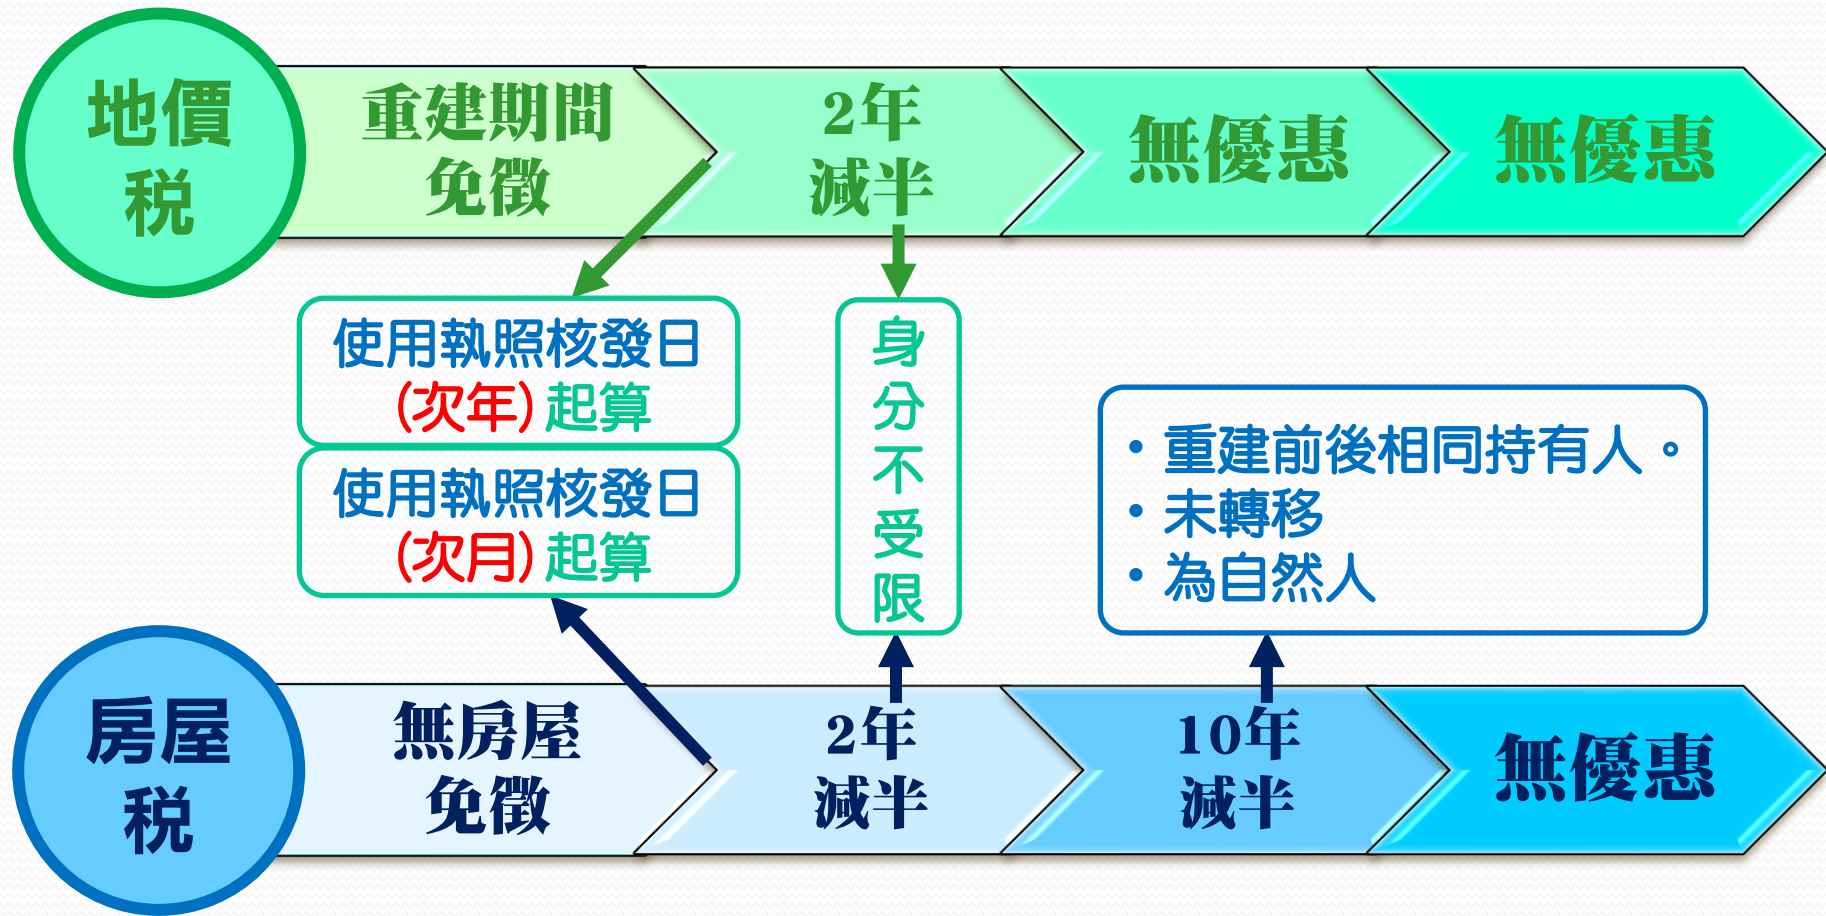 地價
税
重建期間
免徵
2年
減半
無優惠
無優惠
使用執照核發日
(次年)起算
使用執照核發日
(次月)起算
身
分
不
受
限
• 重建前後相同持有人。
• 未轉移
• 為自然人
房屋
税
無房屋
免徵
2年
減半
10年
減半
無優惠